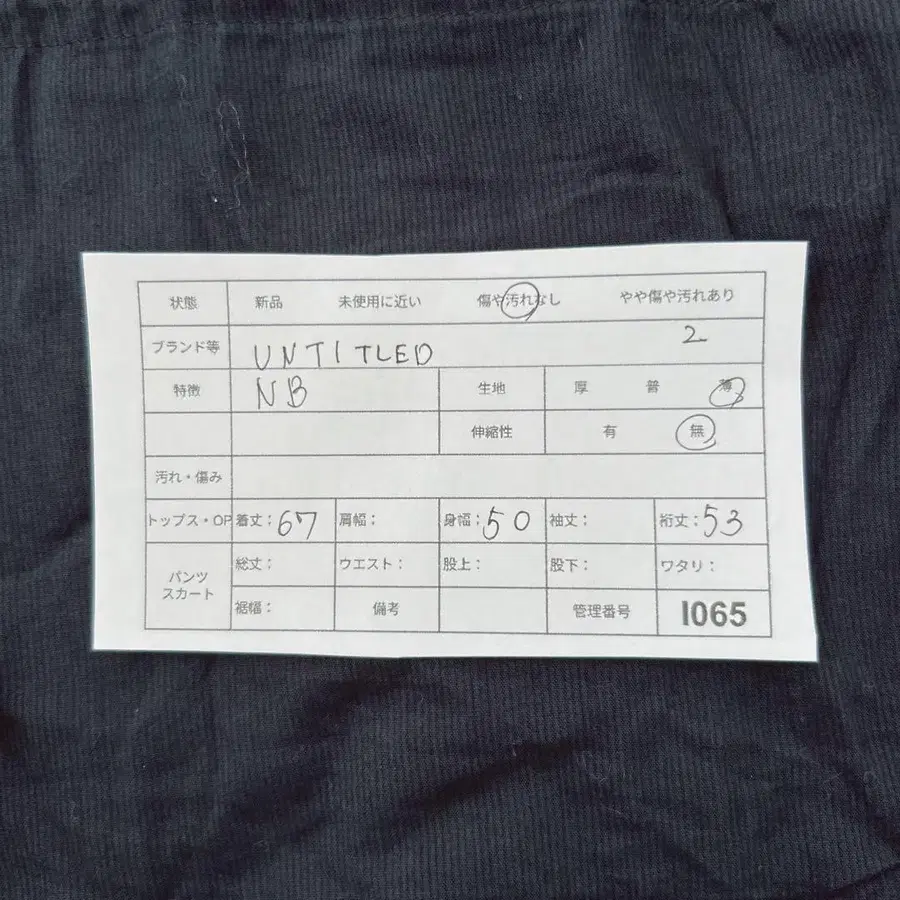 状態 新品 未使用に近い 傷や汚れなし やや傷や汚れあり
ブランド等 UNTITLED 2
特徴 NB 生地 厚 普 薄
伸縮性 有 無
汚れ・傷み
トップス・OP 着丈：67 肩幅： 身幅：50 袖丈： 裄丈：53
パンツ スカート 総丈： ウエスト： 股上： 股下： ワタリ：
裾幅： 備考 管理番号 I065